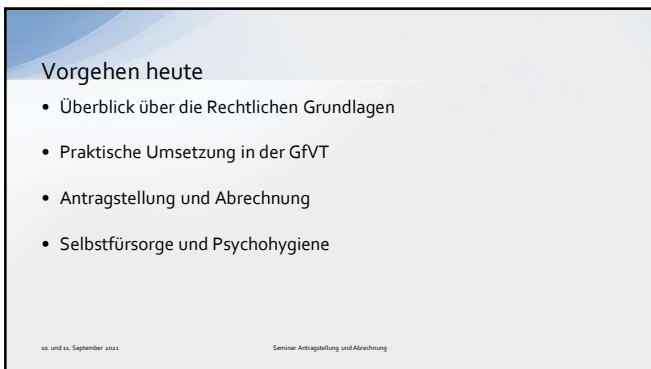 Vorgehen heute
• Überblick über die Rechtlichen Grundlagen
• Praktische Umsetzung in der GfVT
• Antragstellung und Abrechnung
• Selbstfürsorge und Psychohygiene
10. und 11. September 2021
Seminar Antragstellung und Abrechnung